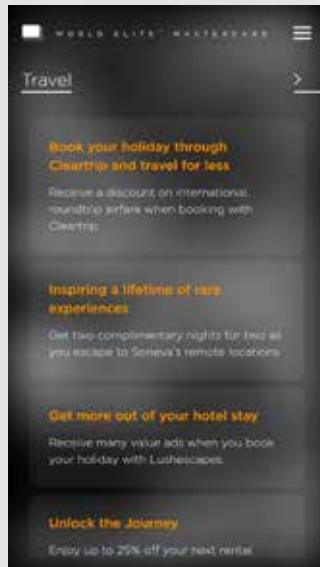 WORLD ELITE™ MASTERCARD
Travel
Book your holiday through
Cleartrip and travel for less
Receive a discount on international
roundtrip airfare when booking with
Cleartrip
Inspiring a lifetime of rare
experiences
Get two complimentary nights for two as
you escape to Soneva's remote locations
Get more out of your hotel stay
Receive many value ads when you book
your holiday with Lushescapes
Unlock the Journey
Enjoy up to 25% off your next rental